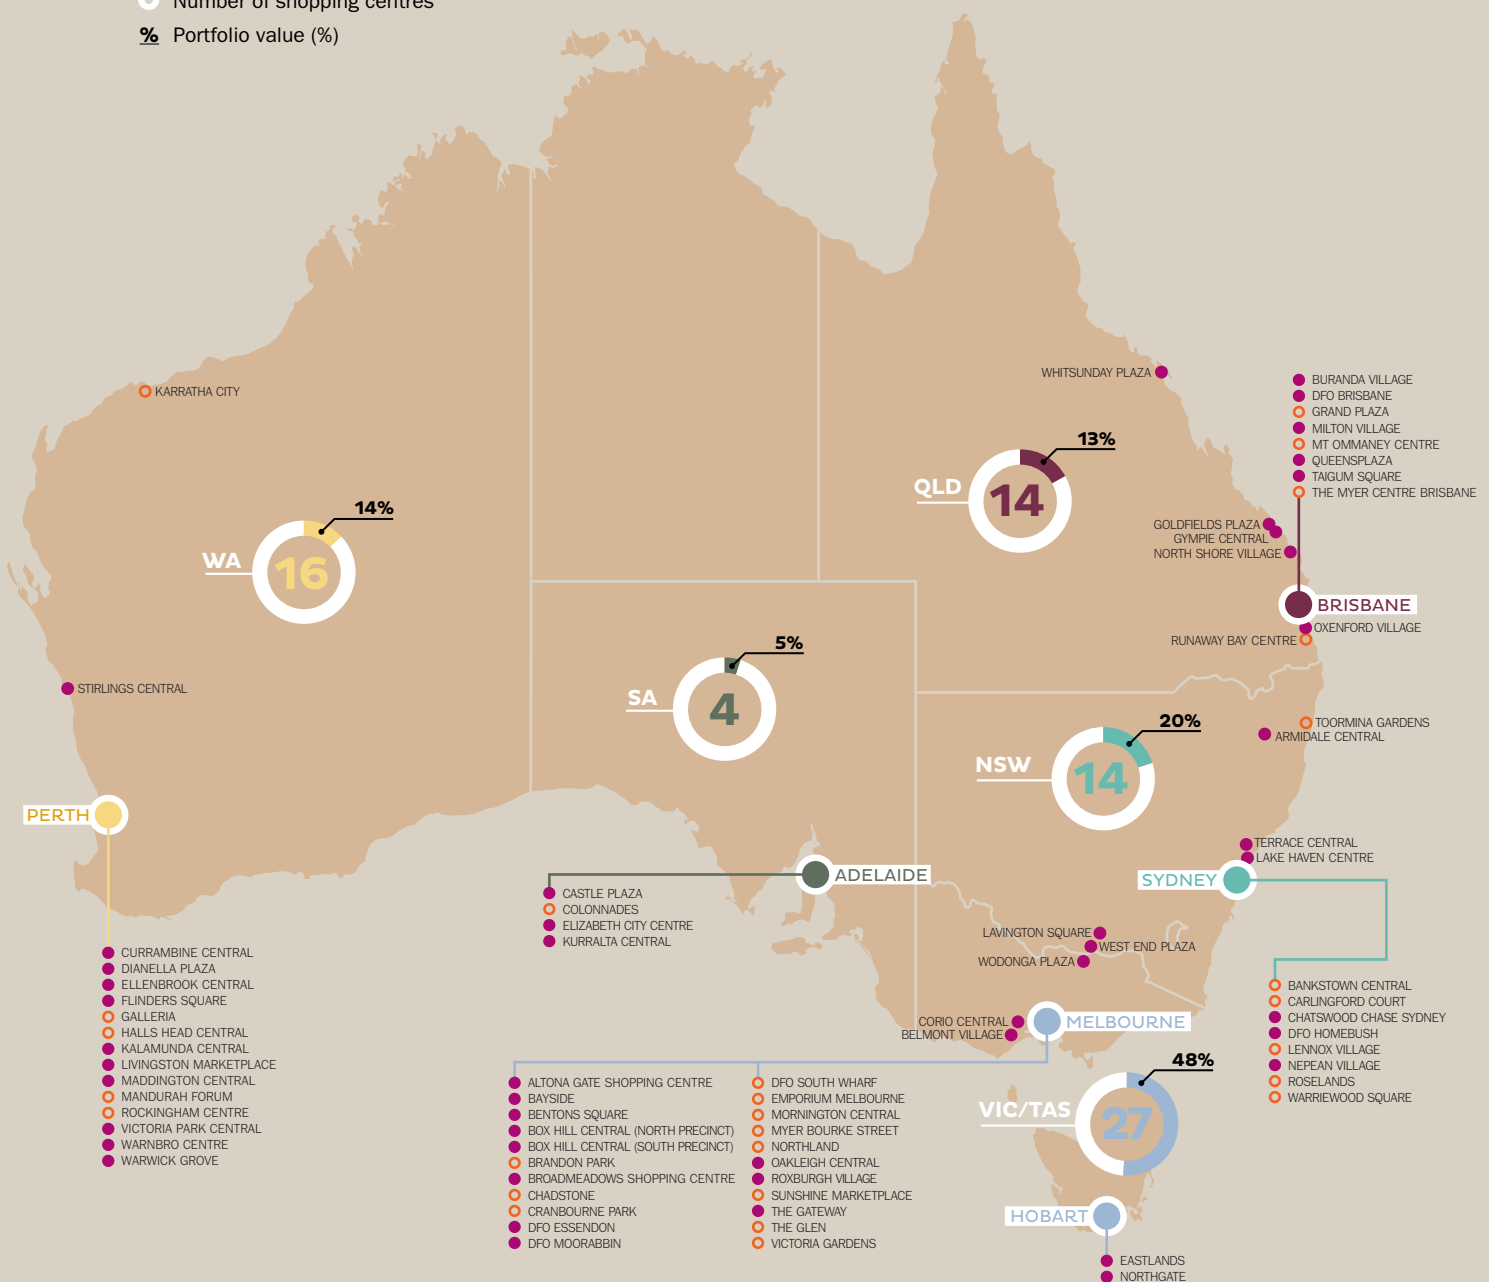 Number of shopping centres
% Portfolio value (%)
KARRATHA CITY
WHITSUNDAY PLAZA
BURANDA VILLAGE
DFO BRISBANE
GRAND PLAZA
MILTON VILLAGE
MT OMMANEY CENTRE
QUEENSPLAZA
TAIGUM SQUARE
THE MYER CENTRE BRISBANE
13%
QLD
14
14%
WA
16
GOLDFIELDS PLAZA
GYMPIE CENTRAL
NORTH SHORE VILLAGE
BRISBANE
OXENFORD VILLAGE
RUNAWAY BAY CENTRE
5%
SA
4
STIRLINGS CENTRAL
20%
NSW
14
TOORMINA GARDENS
ARMIDALE CENTRAL
PERTH
TERRACE CENTRAL
LAKE HAVEN CENTRE
ADELAIDE
SYDNEY
CASTLE PLAZA
COLONNADES
ELIZABETH CITY CENTRE
KURRALTA CENTRAL
LAVINGTON SQUARE
WEST END PLAZA
WODONGA PLAZA
CURRAMBINE CENTRAL
DIANELLA PLAZA
ELLENBROOK CENTRAL
FLINDERS SQUARE
GALLERIA
HALLS HEAD CENTRAL
KALAMUNDA CENTRAL
LIVINGSTON MARKETPLACE
MADDINGTON CENTRAL
MANDURAH FORUM
ROCKINGHAM CENTRE
VICTORIA PARK CENTRAL
WARNBRO CENTRE
WARWICK GROVE
BANKSTOWN CENTRAL
CARLINGFORD COURT
CHATSWOOD CHASE SYDNEY
DFO HOMEBUSH
LENNOX VILLAGE
NEPEAN VILLAGE
ROSELANDS
WARRIEWOOD SQUARE
CORIO CENTRAL
BELMONT VILLAGE
MELBOURNE
48%
VIC/TAS
27
ALTONA GATE SHOPPING CENTRE
BAYSIDE
BENTONS SQUARE
BOX HILL CENTRAL (NORTH PRECINCT)
BOX HILL CENTRAL (SOUTH PRECINCT)
BRANDON PARK
BROADMEADOWS SHOPPING CENTRE
CHADSTONE
CRANBOURNE PARK
DFO ESSENDON
DFO MOORABBIN
DFO SOUTH WHARF
EMPORIUM MELBOURNE
MORNINGTON CENTRAL
MYER BOURKE STREET
NORTHLAND
OAKLEIGH CENTRAL
ROXBURGH VILLAGE
SUNSHINE MARKETPLACE
THE GATEWAY
THE GLEN
VICTORIA GARDENS
HOBART
EASTLANDS
NORTHGATE